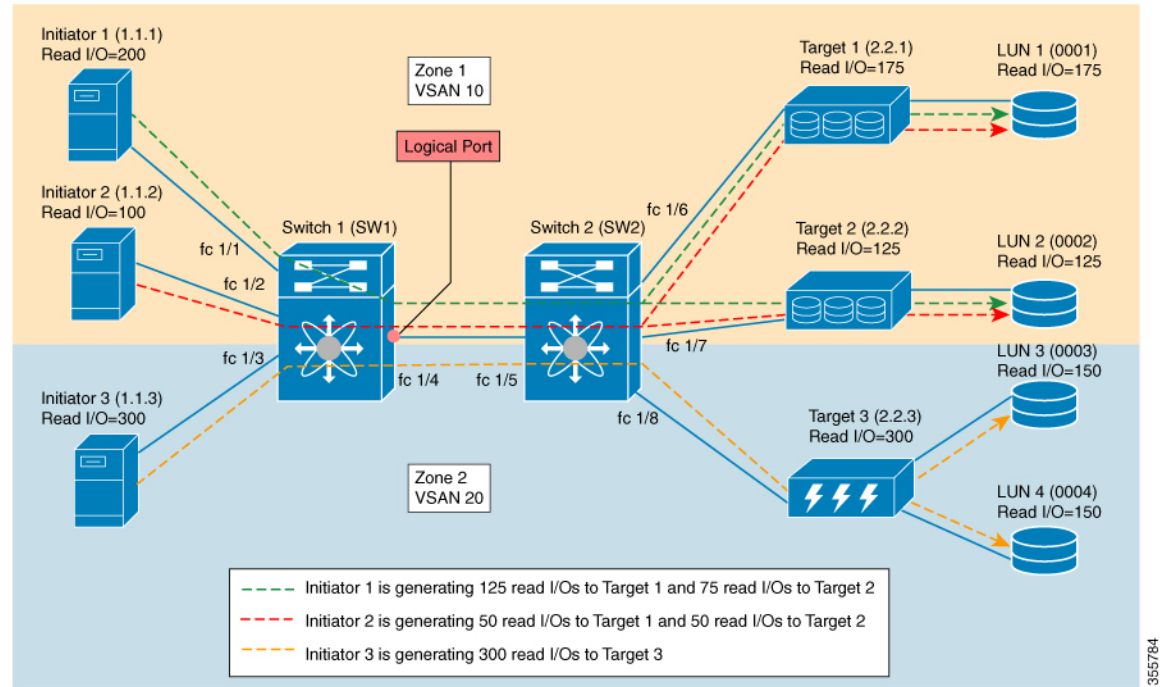 Initiator 1 (1.1.1)
Read I/O=200
Zone 1
VSAN 10
Target 1 (2.2.1)
Read I/O=175
LUN 1 (0001)
Read I/O=175
Logical Port
Initiator 2 (1.1.2)
Read I/O=100
fc 1/1
Switch 1 (SW1)
Switch 2 (SW2)
fc 1/6
Target 2 (2.2.2)
Read I/O=125
LUN 2 (0002)
Read I/O=125
fc 1/2
fc 1/3
fc 1/4
fc 1/5
fc 1/7
LUN 3 (0003)
Read I/O=150
Initiator 3 (1.1.3)
Read I/O=300
fc 1/8
Target 3 (2.2.3)
Read I/O=300
Zone 2
VSAN 20
LUN 4 (0004)
Read I/O=150
Initiator 1 is generating 125 read I/Os to Target 1 and 75 read I/Os to Target 2
Initiator 2 is generating 50 read I/Os to Target 1 and 50 read I/Os to Target 2
Initiator 3 is generating 300 read I/Os to Target 3
355784